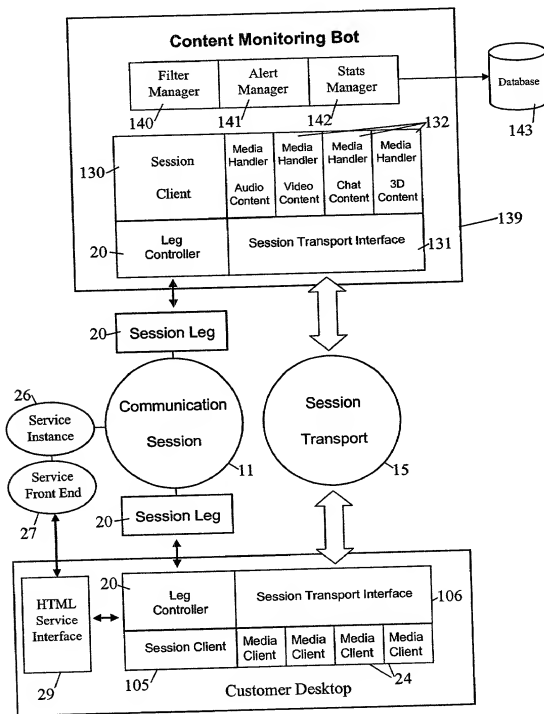 Content Monitoring Bot
Filter
Manager
Alert
Manager
Stats
Manager
Database
140
141
142
143
132
130
Session
Client
Media
Handler
Audio
Content
Media
Handler
Video
Content
Media
Handler
Chat
Content
Media
Handler
3D
Content
139
20
Leg
Controller
Session Transport Interface
131
20
Session Leg
26
Service
Instance
Communication
Session
11
Session
Transport
15
Service
Front End
27
20
Session Leg
HTML
Service
Interface
29
20
Leg
Controller
Session Transport Interface
106
Session Client
Media
Client
Media
Client
Media
Client
Media
Client
105
24
Customer Desktop